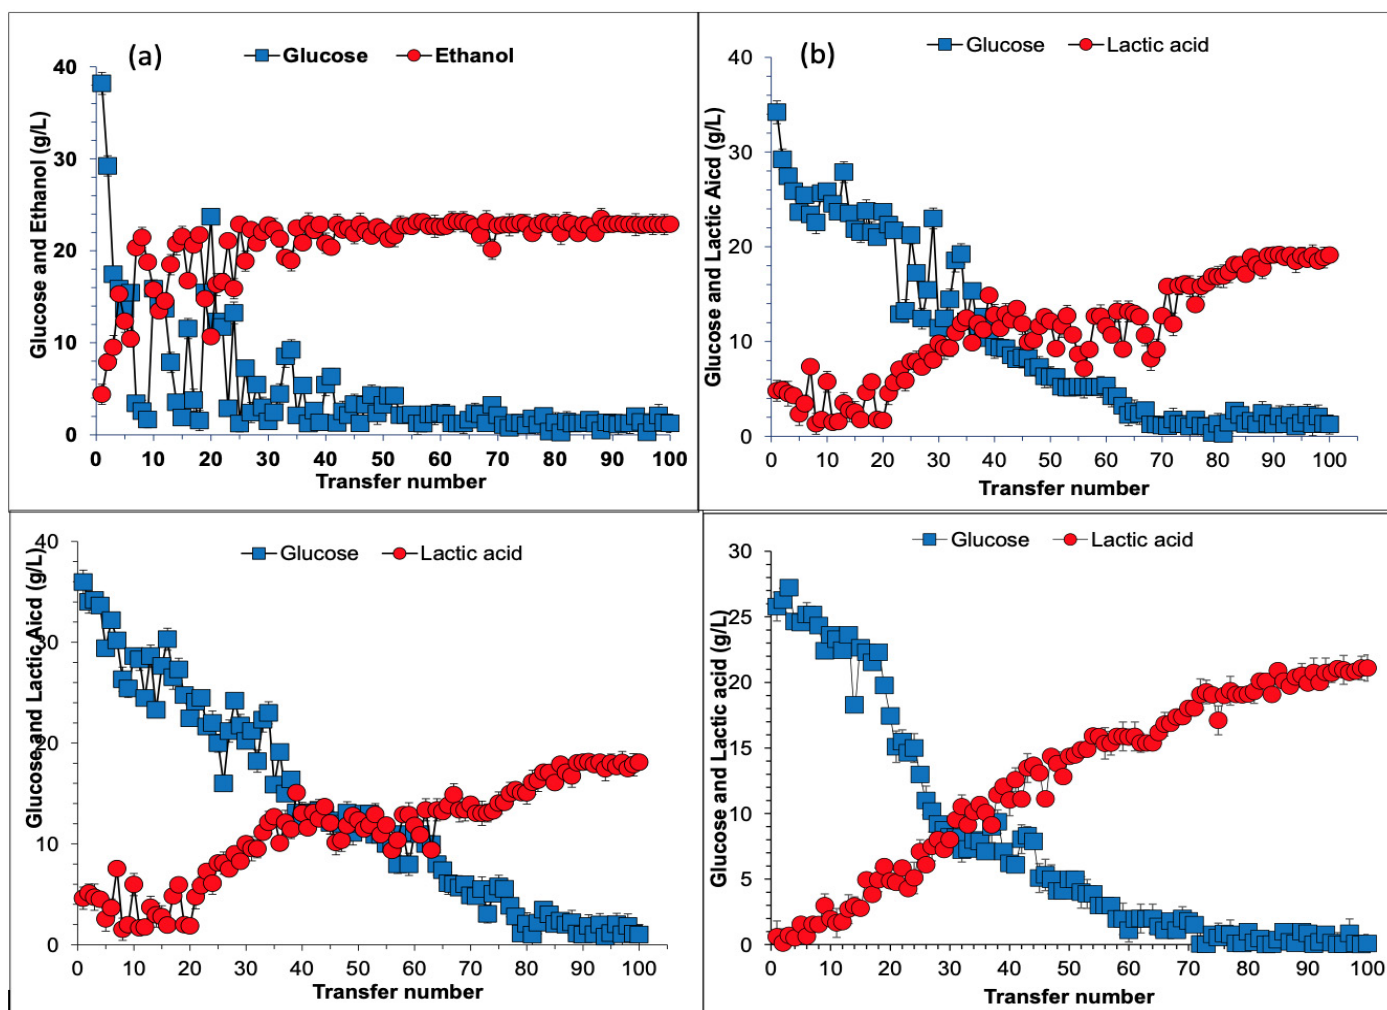 (a)
Glucose Ethanol
Glucose and Ethanol (g/L)
40
30
20
10
0
0 10 20 30 40 50 60 70 80 90 100
Transfer number
(b)
Glucose Lactic acid
Glucose and Lactic Aicd (g/L)
40
30
20
10
0
0 10 20 30 40 50 60 70 80 90 100
Transfer number
Glucose Lactic acid
Glucose and Lactic Aicd (g/L)
40
30
20
10
0
0 10 20 30 40 50 60 70 80 90 100
Transfer number
Glucose Lactic acid
Glucose and Lactic acid (g/L)
30
25
20
15
10
5
0
0 10 20 30 40 50 60 70 80 90 100
Transfer number